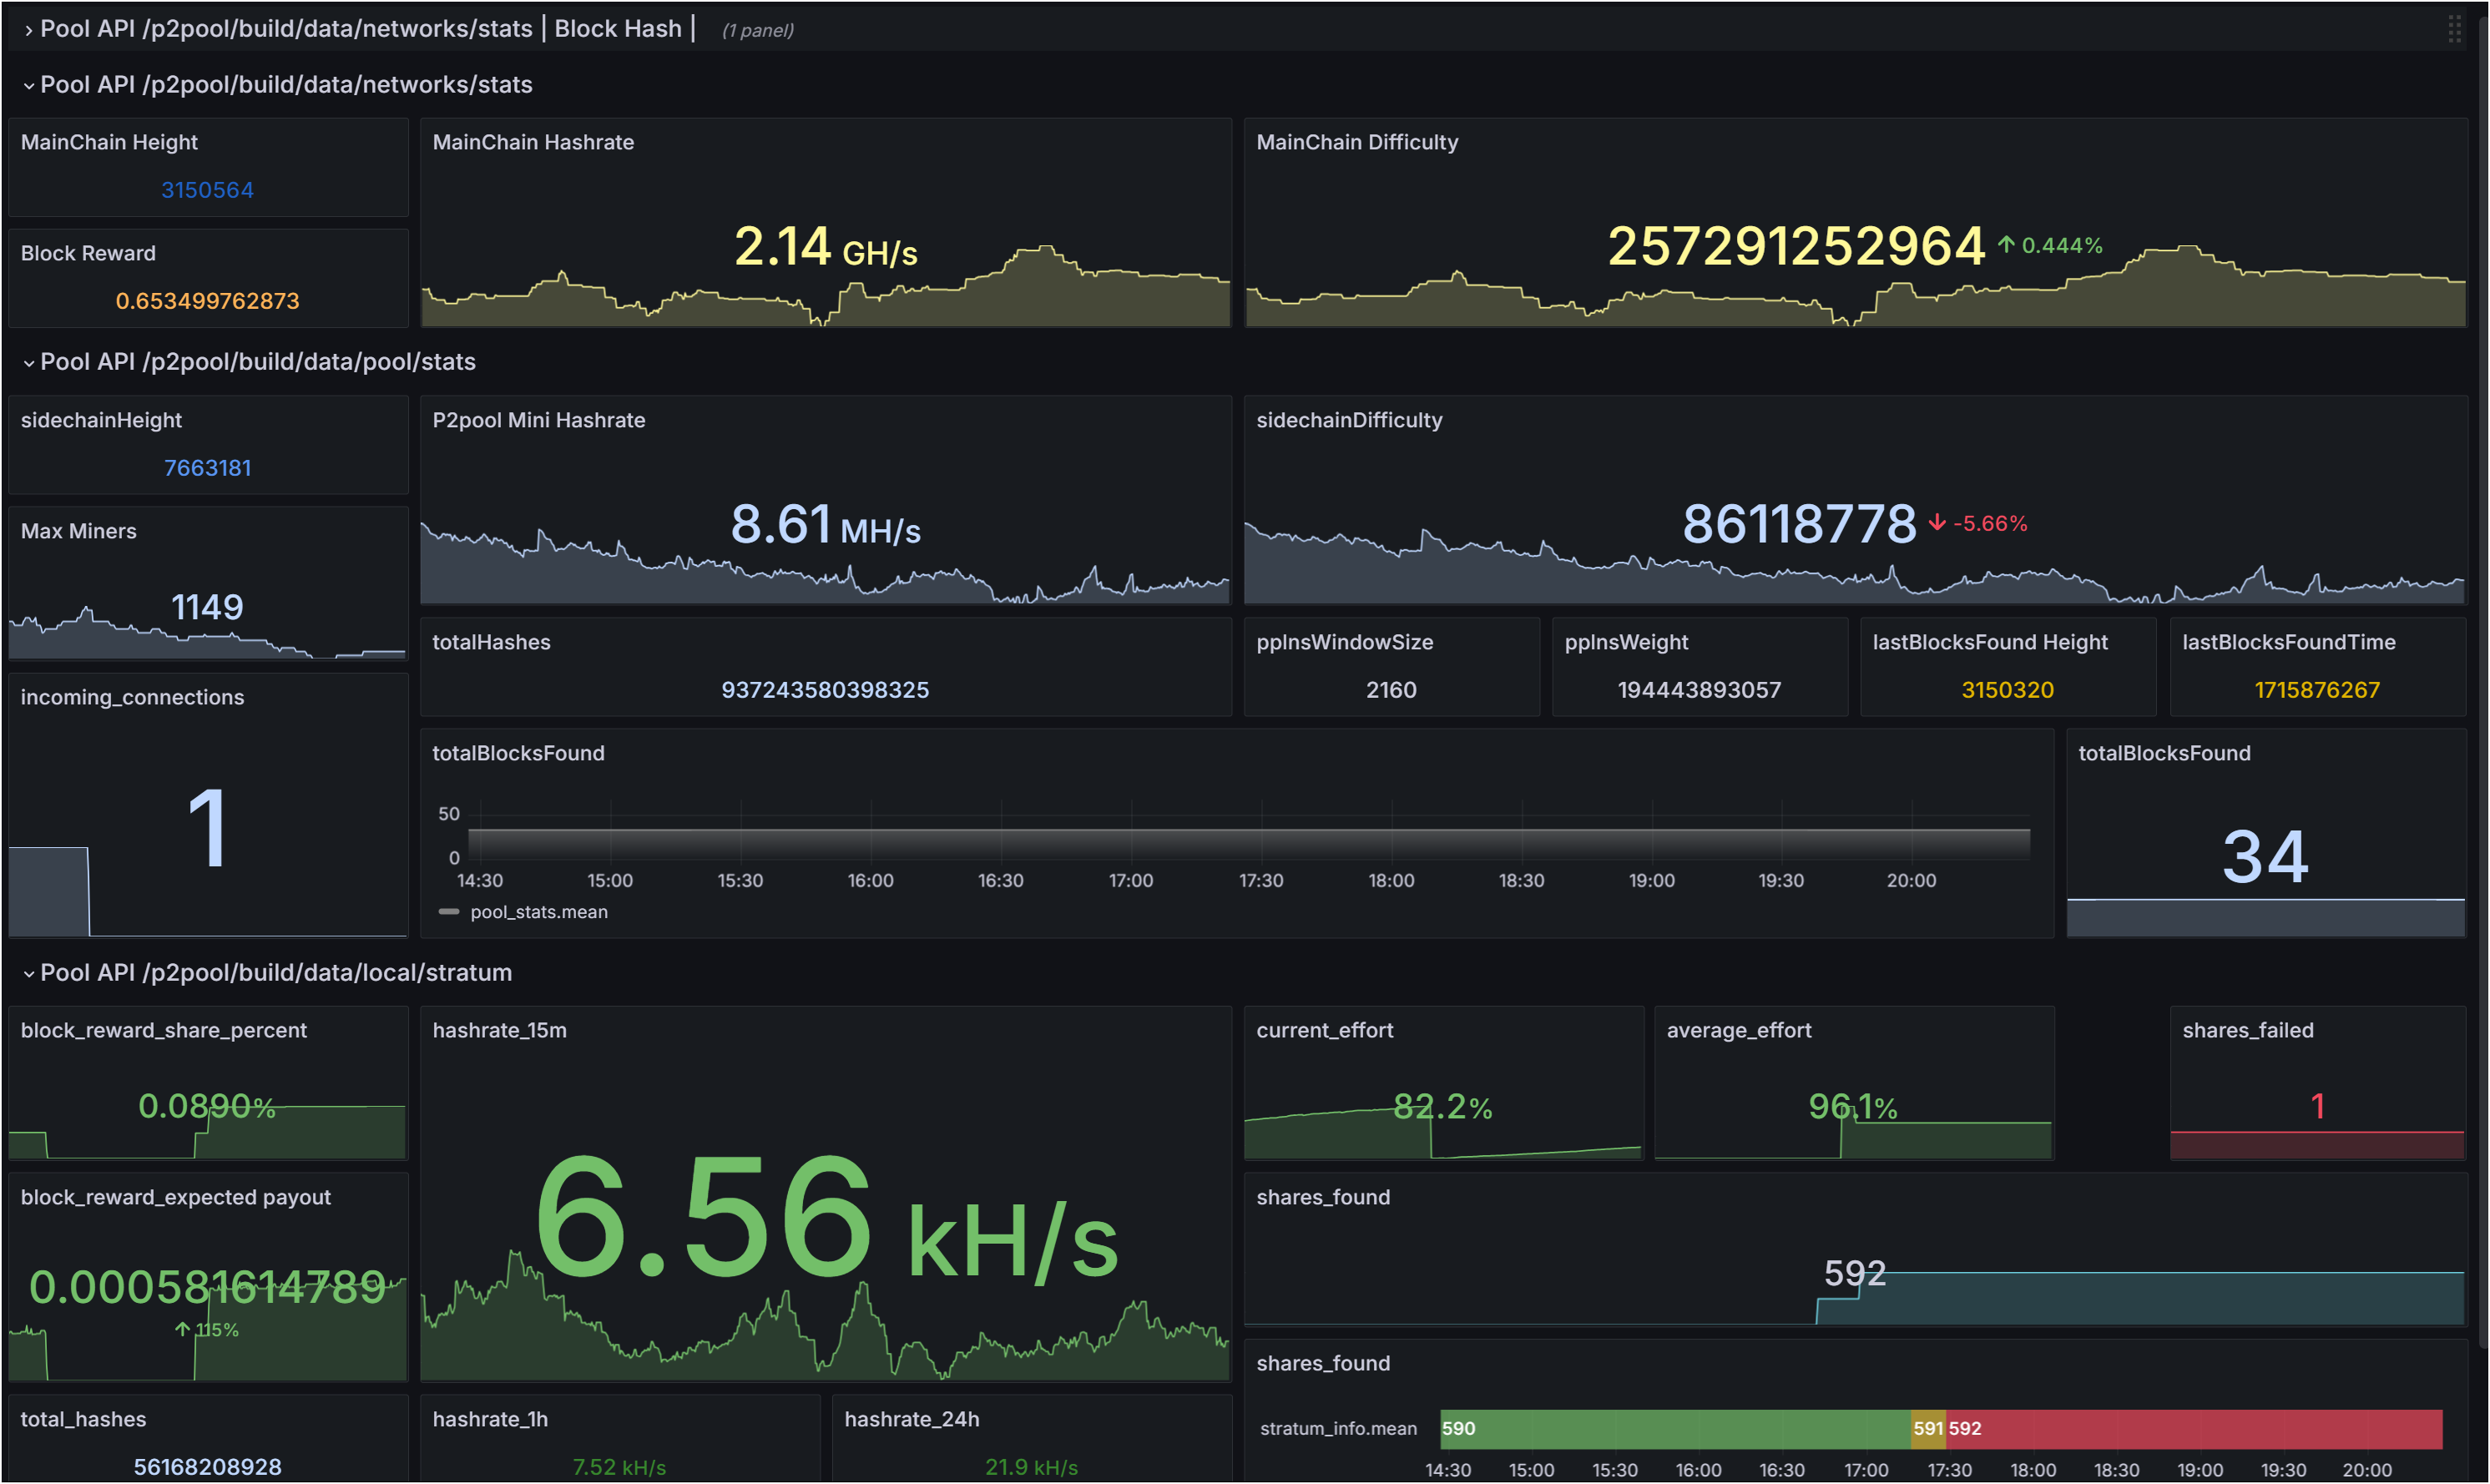 Pool API /p2pool/build/data/networks/stats | Block Hash | (1 panel)
Pool API /p2pool/build/data/networks/stats
MainChain Height
3150564
Block Reward
0.653499762873
MainChain Hashrate
2.14 GH/s
MainChain Difficulty
257291252964 ↑ 0.444%
Pool API /p2pool/build/data/pool/stats
sidechainHeight
7663181
Max Miners
1149
incoming_connections
1
P2pool Mini Hashrate
8.61 MH/s
sidechainDifficulty
86118778 ↓ -5.66%
totalHashes
937243580398325
pplnsWindowSize
2160
pplnsWeight
194443893057
lastBlocksFound Height
3150320
lastBlocksFoundTime
1715876267
totalBlocksFound
50
0
14:30 15:00 15:30 16:00 16:30 17:00 17:30 18:00 18:30 19:00 19:30 20:00
pool_stats.mean
totalBlocksFound
34
Pool API /p2pool/build/data/local/stratum
block_reward_share_percent
0.0890%
block_reward_expected payout
0.000581614789
↑ 115%
total_hashes
56168208928
hashrate_15m
6.56 kH/s
hashrate_1h
7.52 kH/s
hashrate_24h
21.9 kH/s
current_effort
82.2%
average_effort
96.1%
shares_failed
1
shares_found
592
shares_found
stratum_info.mean 590 591 592
14:30 15:00 15:30 16:00 16:30 17:00 17:30 18:00 18:30 19:00 19:30 20:00